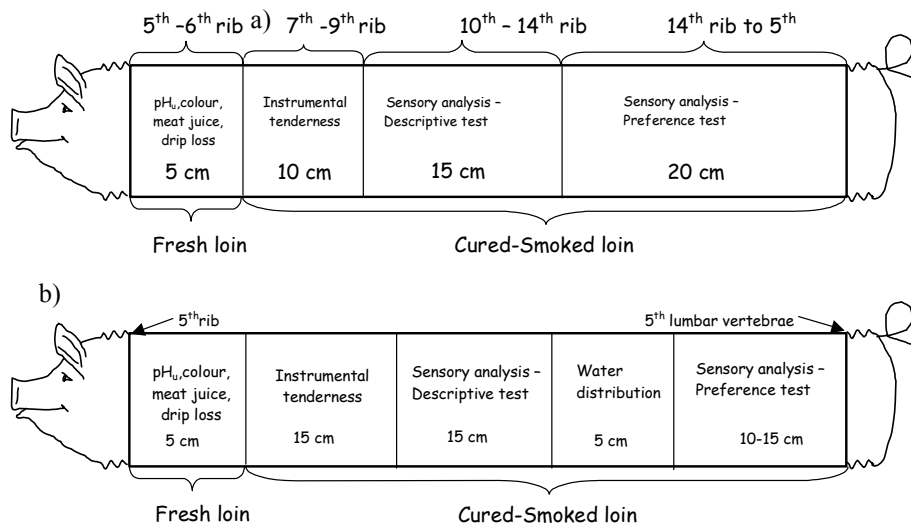 a)
5th –6th rib
7th -9th rib
10th – 14th rib
14th rib to 5th
pHu,colour,
meat juice,
drip loss
5 cm
Instrumental
tenderness
10 cm
Sensory analysis –
Descriptive test
15 cm
Sensory analysis –
Preference test
20 cm
Fresh loin
Cured-Smoked loin
b)
5th rib
5th lumbar vertebrae
pHu,colour,
meat juice,
drip loss
5 cm
Instrumental
tenderness
15 cm
Sensory analysis –
Descriptive test
15 cm
Water
distribution
5 cm
Sensory analysis –
Preference test
10-15 cm
Fresh loin
Cured-Smoked loin